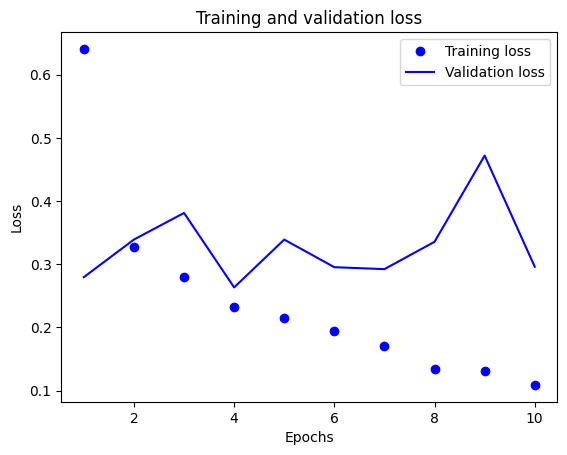 Training and validation loss
Training loss
Validation loss
0.6
0.5
0.4
0.3
0.2
0.1
Loss
2
4
6
8
10
Epochs